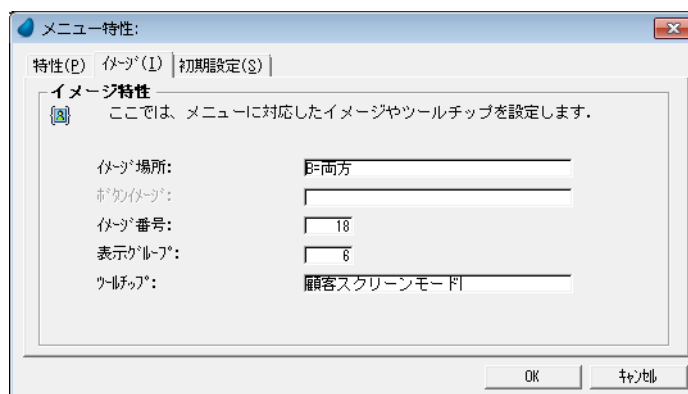 メニュー特性:
特性(P) ｲﾒｰｼﾞ(I) 初期設定(S)
イメージ特性
ここでは、メニューに対応したイメージやツールチップを設定します.
ｲﾒｰｼﾞ場所: B=両方
ﾎﾞﾀﾝｲﾒｰｼﾞ:
ｲﾒｰｼﾞ番号: 18
表示ｸﾞﾙｰﾌﾟ: 6
ﾂｰﾙﾁｯﾌﾟ: 顧客スクリーンモード
OK ｷｬﾝｾﾙ